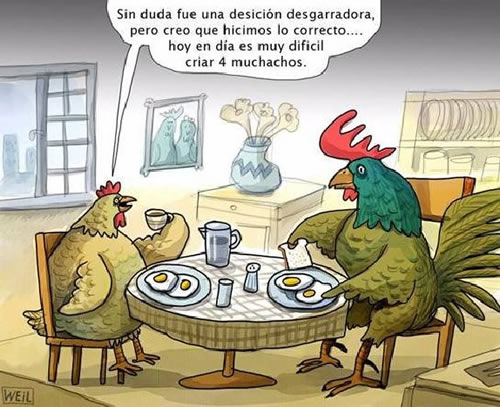 Sin duda fue una desición desgarradora,
pero creo que hicimos lo correcto....
hoy en día es muy dificil
criar 4 muchachos.
WEIL